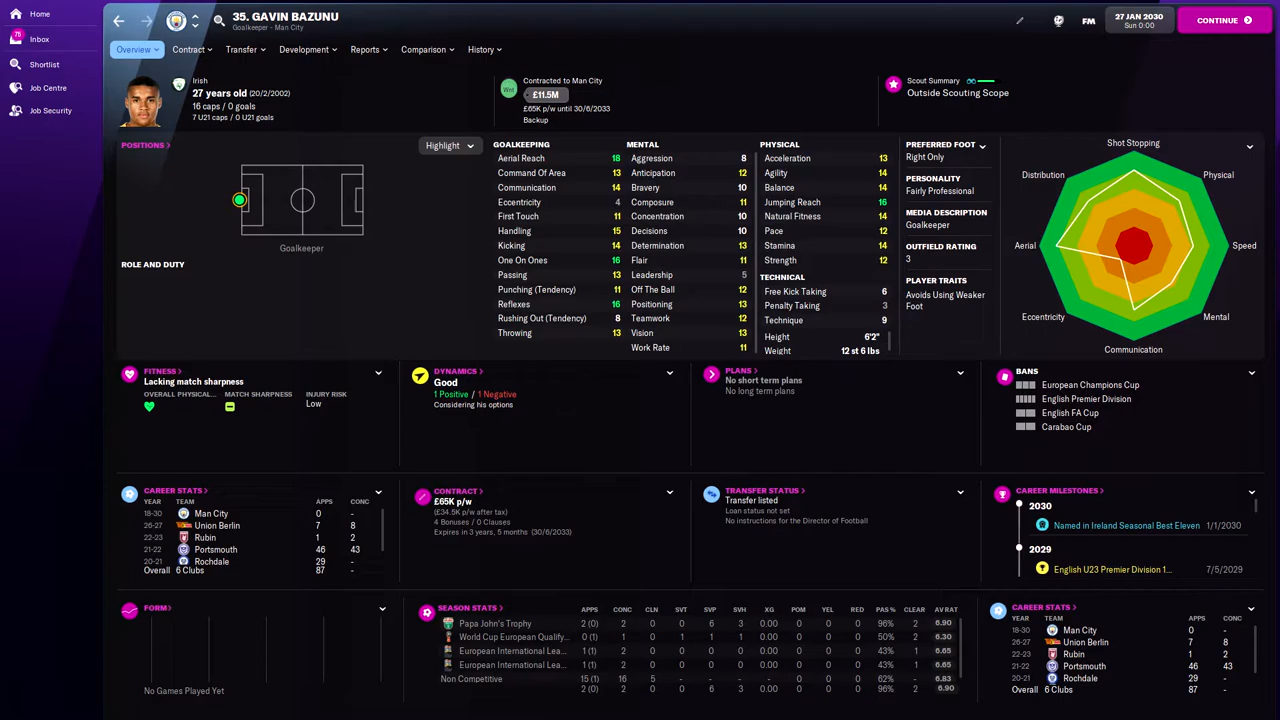 Home
75
Inbox
Shortlist
Job Centre
Job Security
35. GAVIN BAZUNU
Goalkeeper - Man City
FM
27 JAN 2030
Sun 0:00
CONTINUE
Overview
Contract
Transfer
Development
Reports
Comparison
History
Irish
27 years old (20/2/2002)
16 caps / 0 goals
7 U21 caps / 0 U21 goals
Wnt
Contracted to Man City
£11.5M
£65K p/w until 30/6/2033
Backup
Scout Summary
Outside Scouting Scope
POSITIONS
Highlight
Goalkeeper
ROLE AND DUTY
GOALKEEPING
Aerial Reach 18
Command Of Area 13
Communication 14
Eccentricity 4
First Touch 11
Handling 15
Kicking 14
One On Ones 16
Passing 13
Punching (Tendency) 11
Reflexes 16
Rushing Out (Tendency) 8
Throwing 13
MENTAL
Aggression 8
Anticipation 12
Bravery 10
Composure 11
Concentration 10
Decisions 10
Determination 13
Flair 11
Leadership 5
Off The Ball 12
Positioning 13
Teamwork 12
Vision 13
Work Rate 11
PHYSICAL
Acceleration 13
Agility 14
Balance 14
Jumping Reach 16
Natural Fitness 14
Pace 12
Stamina 14
Strength 12
TECHNICAL
Free Kick Taking 6
Penalty Taking 3
Technique 9
Height 6'2"
Weight 12 st 6 lbs
PREFERRED FOOT
Right Only
PERSONALITY
Fairly Professional
MEDIA DESCRIPTION
Goalkeeper
OUTFIELD RATING
3
PLAYER TRAITS
Avoids Using Weaker
Foot
Shot Stopping
Distribution
Physical
Aerial
Speed
Eccentricity
Mental
Communication
FITNESS
Lacking match sharpness
OVERALL PHYSICAL... MATCH SHARPNESS INJURY RISK
Low
DYNAMICS
Good
1 Positive / 1 Negative
Considering his options
PLANS
No short term plans
No long term plans
BANS
European Champions Cup
English Premier Division
English FA Cup
Carabao Cup
CAREER STATS
YEAR TEAM APPS CONC
18-30 Man City 0 -
26-27 Union Berlin 7 8
22-23 Rubin 1 2
21-22 Portsmouth 46 43
20-21 Rochdale 29 -
Overall 6 Clubs 87 -
CONTRACT
£65K p/w
(£34.5K p/w after tax)
4 Bonuses / 0 Clauses
Expires in 3 years, 5 months (30/6/2033)
TRANSFER STATUS
Transfer listed
Loan status not set
No instructions for the Director of Football
CAREER MILESTONES
2030
Named in Ireland Seasonal Best Eleven 1/1/2030
2029
English U23 Premier Division 1... 7/5/2029
FORM
No Games Played Yet
SEASON STATS APPS CONC CLN SVT SVP SVH XG POM YEL RED PAS % CLEAR AV RAT
Papa John's Trophy 2 (0) 2 0 0 6 3 0.00 0 0 0 96% 2 6.90
World Cup European Qualify... 0 (1) 1 0 1 1 1 0.00 0 0 0 50% 2 6.30
European International Lea... 1 (1) 2 0 0 0 0 0.00 0 0 0 43% 1 6.65
European International Lea... 1 (1) 2 0 0 0 0 0.00 0 0 0 43% 1 6.65
Non Competitive 15 (1) 16 5 - - - - - - - 62% - 6.83
2 (0) 2 0 0 6 3 0.00 0 0 0 96% 2 6.90
CAREER STATS
YEAR TEAM APPS CONC
18-30 Man City 0 -
26-27 Union Berlin 7 8
22-23 Rubin 1 2
21-22 Portsmouth 46 43
20-21 Rochdale 29 -
Overall 6 Clubs 87 -